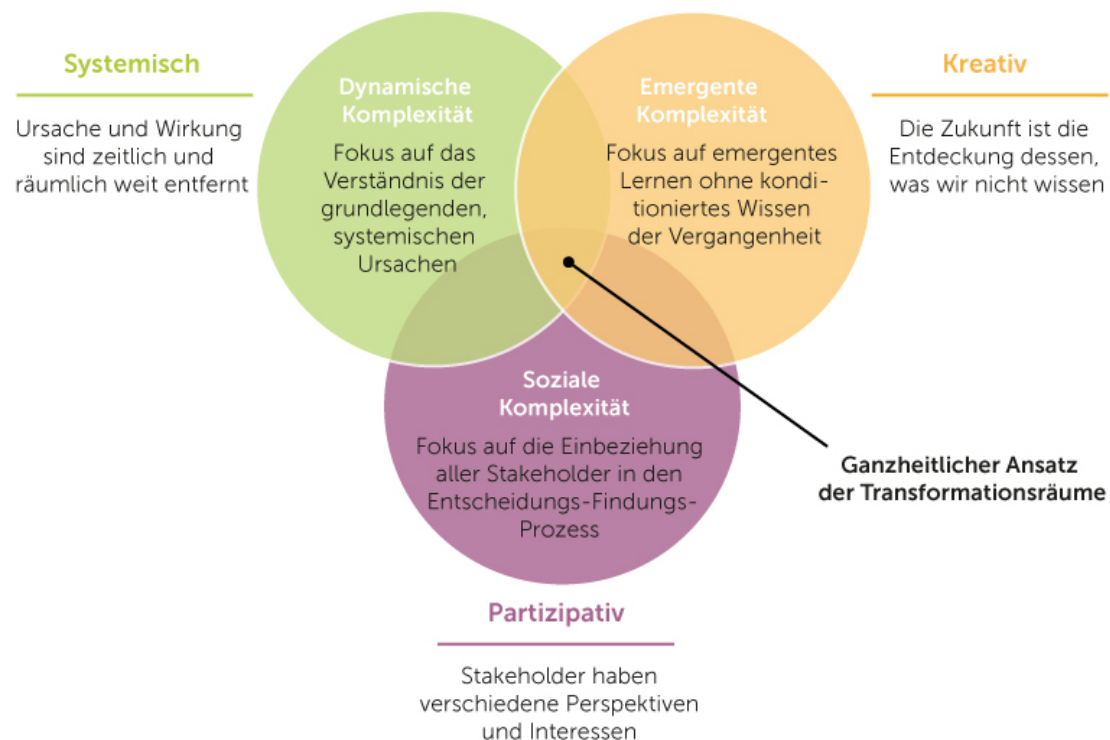 Systemisch
Ursache und Wirkung
sind zeitlich und
räumlich weit entfernt
Dynamische
Komplexität
Fokus auf das
Verständnis der
grundlegenden,
systemischen
Ursachen
Emergente
Komplexität
Fokus auf emergentes
Lernen ohne kondi-
tioniertes Wissen
der Vergangenheit
Kreativ
Die Zukunft ist die
Entdeckung dessen,
was wir nicht wissen
Soziale
Komplexität
Fokus auf die Einbeziehung
aller Stakeholder in den
Entscheidungs-Findungs-
Prozess
Ganzheitlicher Ansatz
der Transformationsräume
Partizipativ
Stakeholder haben
verschiedene Perspektiven
und Interessen